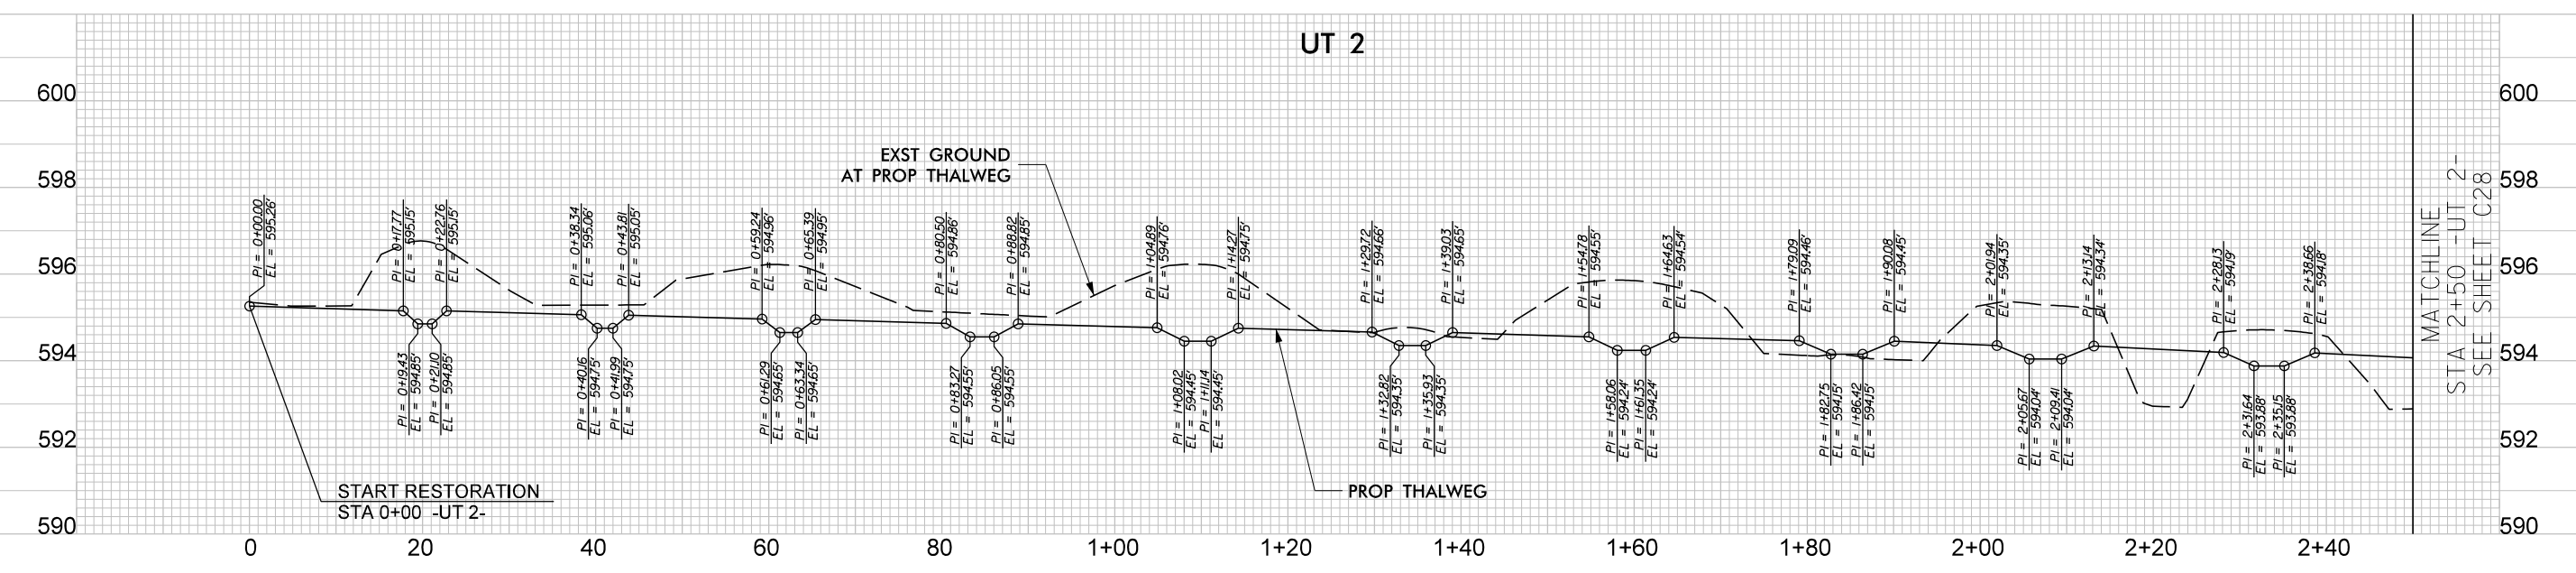 UT 2
600
598
596
594
592
590
600
598
596
594
592
590
EXST GROUND
AT PROP THALWEG
PROP THALWEG
START RESTORATION
STA 0+00 -UT 2-
PI = 0+00.00
EL = 595.26'
PI = 0+17.77
EL = 595.15'
PI = 0+22.76
EL = 595.15'
PI = 0+38.34
EL = 595.06'
PI = 0+43.81
EL = 595.05'
PI = 0+59.24
EL = 594.96'
PI = 0+65.39
EL = 594.95'
PI = 0+80.50
EL = 594.86'
PI = 0+88.82
EL = 594.85'
PI = 1+04.89
EL = 594.76'
PI = 1+14.27
EL = 594.75'
PI = 1+29.72
EL = 594.66'
PI = 1+39.03
EL = 594.65'
PI = 1+54.78
EL = 594.55'
PI = 1+64.63
EL = 594.54'
PI = 1+79.09
EL = 594.46'
PI = 1+90.08
EL = 594.45'
PI = 2+01.94
EL = 594.35'
PI = 2+13.14
EL = 594.34'
PI = 2+28.13
EL = 594.19'
PI = 2+38.66
EL = 594.18'
PI = 0+19.43
EL = 594.85'
PI = 0+21.10
EL = 594.85'
PI = 0+40.16
EL = 594.75'
PI = 0+41.99
EL = 594.75'
PI = 0+61.29
EL = 594.65'
PI = 0+63.34
EL = 594.65'
PI = 0+83.27
EL = 594.55'
PI = 0+86.05
EL = 594.55'
PI = 1+08.02
EL = 594.45'
PI = 1+11.14
EL = 594.45'
PI = 1+32.82
EL = 594.35'
PI = 1+35.93
EL = 594.35'
PI = 1+58.06
EL = 594.24'
PI = 1+61.35
EL = 594.24'
PI = 1+82.75
EL = 594.15'
PI = 1+86.42
EL = 594.15'
PI = 2+05.67
EL = 594.04'
PI = 2+09.41
EL = 594.04'
PI = 2+31.64
EL = 593.88'
PI = 2+35.15
EL = 593.88'
MATCHLINE
STA 2+50 -UT 2-
SEE SHEET C28
0 20 40 60 80 1+00 1+20 1+40 1+60 1+80 2+00 2+20 2+40